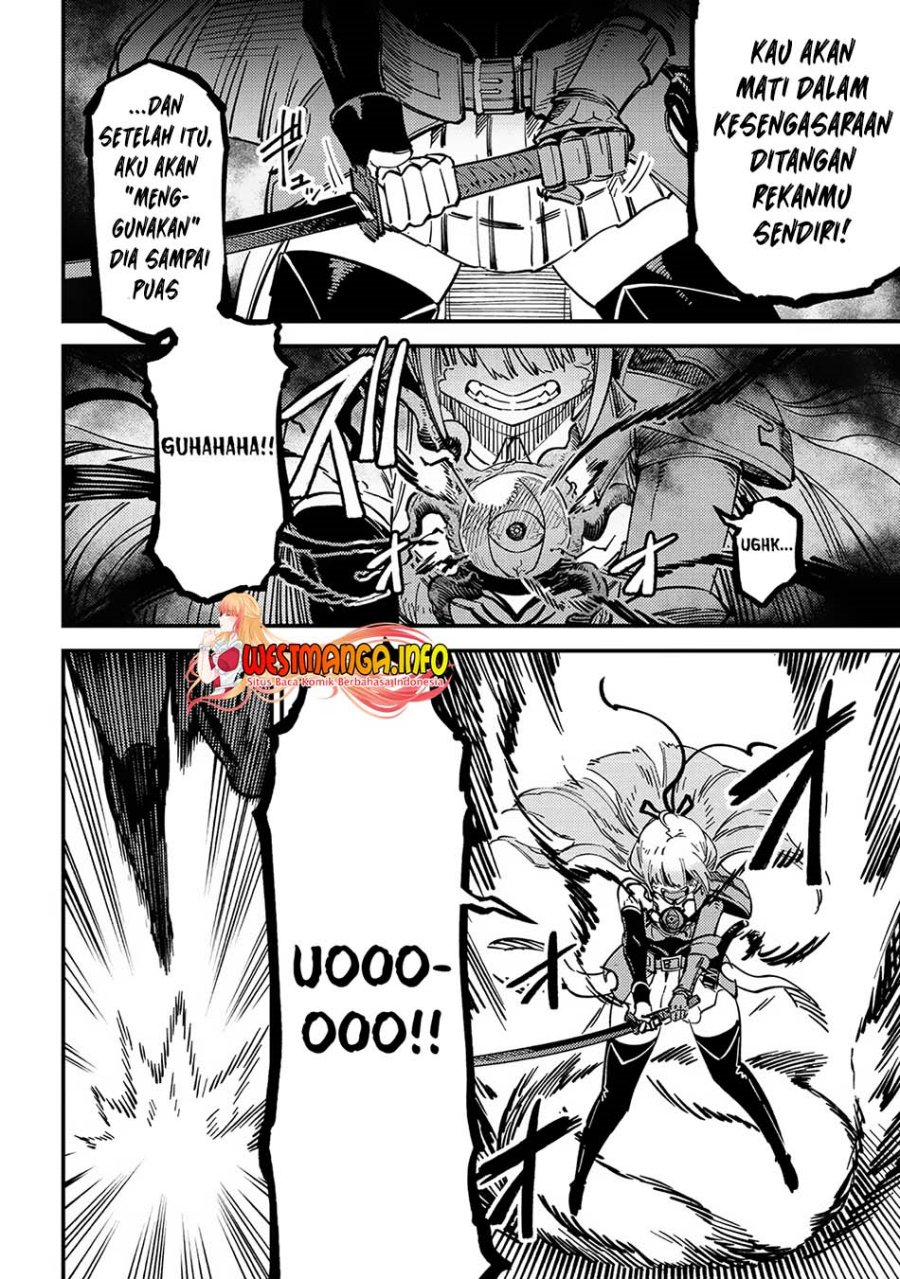 KAU AKAN
MATI DALAM
KESENGASARAAN
DITANGAN
REKANMU
SENDIRI!
...DAN
SETELAH ITU,
AKU AKAN
"MENG-
GUNAKAN"
DIA SAMPAI
PUAS
GUHAHAHA!!
UGHK...
WESTMANGA.INFO
Situs Baca Komik Berbahasa Indonesia
UOOO-
OOO!!